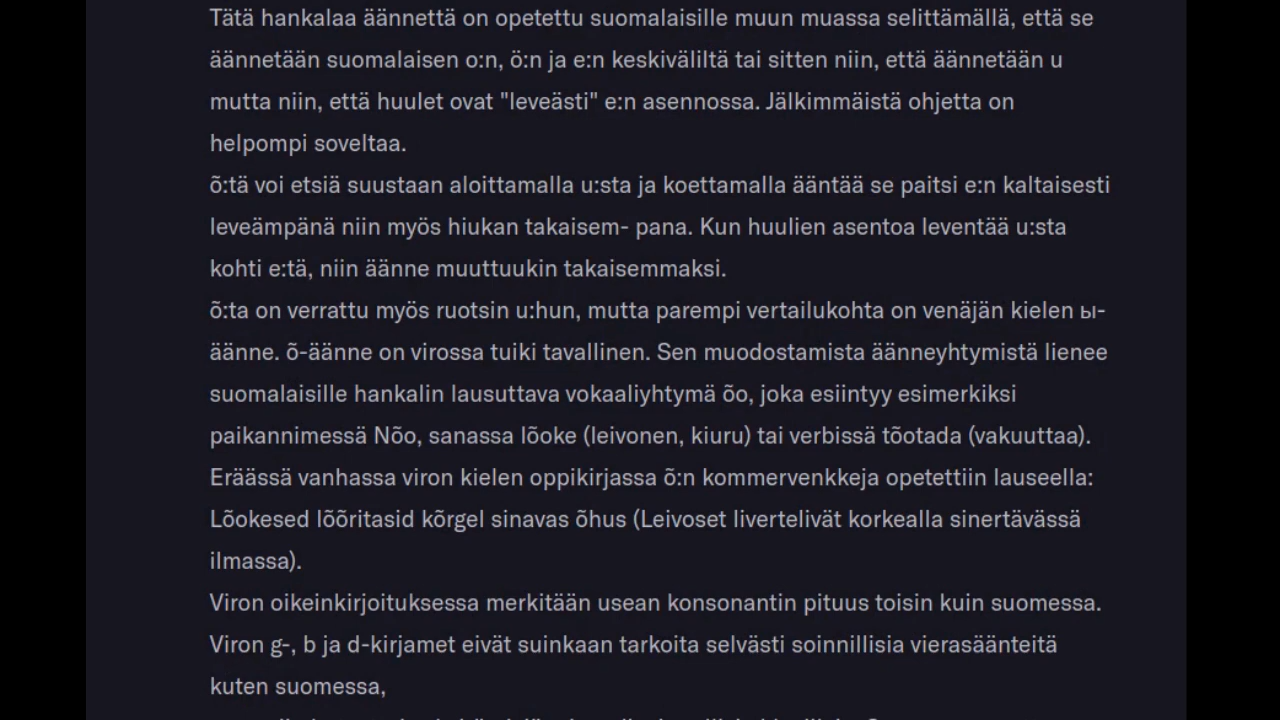 Tätä hankalaa äännettä on opetettu suomalaisille muun muassa selittämällä, että se
äännetään suomalaisen o:n, ö:n ja e:n keskiväliltä tai sitten niin, että äännetään u
mutta niin, että huulet ovat "leveästi" e:n asennossa. Jälkimmäistä ohjetta on
helpompi soveltaa.
õ:tä voi etsiä suustaan aloittamalla u:sta ja koettamalla ääntää se paitsi e:n kaltaisesti
leveämpänä niin myös hiukan takaisem- pana. Kun huulien asentoa leventää u:sta
kohti e:tä, niin äänne muuttuukin takaisemmaksi.
õ:ta on verrattu myös ruotsin u:hun, mutta parempi vertailukohta on venäjän kielen ы-
äänne. õ-äänne on virossa tuiki tavallinen. Sen muodostamista äänneyhtymistä lienee
suomalaisille hankalin lausuttava vokaaliyhtymä õo, joka esiintyy esimerkiksi
paikannimessä Nõo, sanassa lõoke (leivonen, kiuru) tai verbissä tõotada (vakuuttaa).
Eräässä vanhassa viron kielen oppikirjassa õ:n kommervenkkeja opetettiin lauseella:
Lõokesed lõõritasid kõrgel sinavas õhus (Leivoset livertelivät korkealla sinertävässä
ilmassa).
Viron oikeinkirjoituksessa merkitään usean konsonantin pituus toisin kuin suomessa.
Viron g-, b ja d-kirjamet eivät suinkaan tarkoita selvästi soinnillisia vierasäänteitä
kuten suomessa,